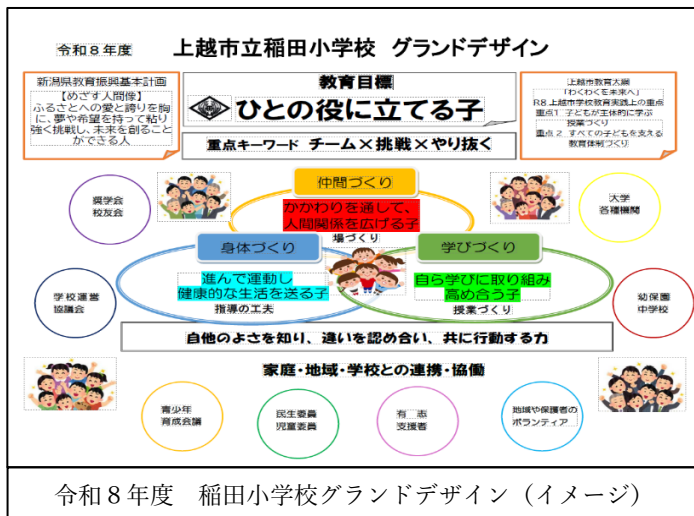 令和８年度
上越市立稲田小学校 グランドデザイン
新潟県教育振興基本計画
【めざす人間像】
ふるさとへの愛と誇りを胸
に、夢や希望を持って粘り
強く挑戦し、未来を創ること
ができる人
教育目標
ひとの役に立てる子
重点キーワード チーム×挑戦×やり抜く
上越市教育大綱
「わくわくを未来へ」
R8 上越市学校教育実践上の重点
重点１ 子どもが主体的に学ぶ
授業づくり
重点２ すべての子どもを支える
教育体制づくり
仲間づくり
かかわりを通して、
人間関係を広げる子
場づくり
奨学会
校友会
大学
各種機関
身体づくり
進んで運動し
健康的な生活を送る子
指導の工夫
学びづくり
自ら学びに取り組み
高め合う子
授業づくり
学校運営
協議会
幼保園
中学校
自他のよさを知り、違いを認め合い、共に行動する力
家庭・地域・学校との連携・協働
青少年
育成会議
民生委員
児童委員
有　志
支援者
地域や保護者の
ボランティア
令和８年度　稲田小学校グランドデザイン（イメージ）